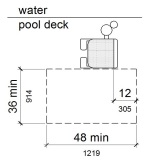 water
pool deck
36 min
914
12
305
48 min
1219